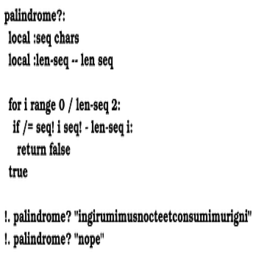 palindrome?:
local :seq chars
local :len-seq -- len seq
for i range 0 / len-seq 2:
if /= seq! i seq! - len-seq i:
return false
true
!. palindrome? "ingirumimusnocteetconsumimurigni"
!. palindrome? "nope"